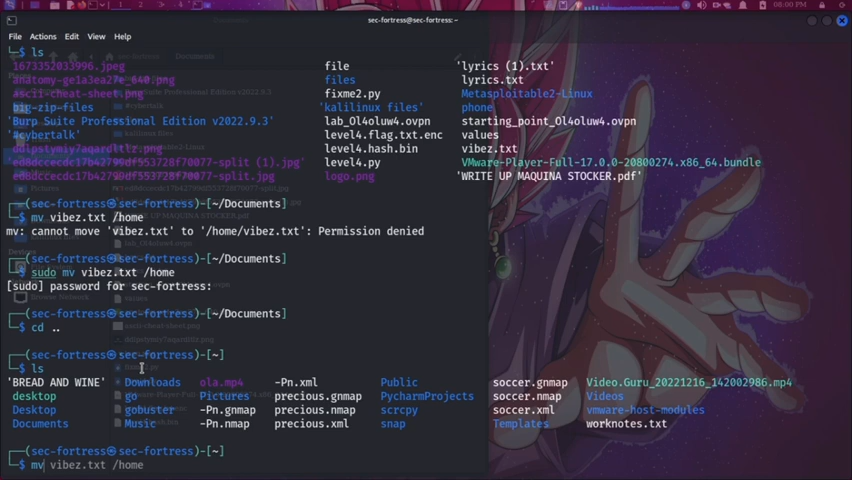 08:00 PM
sec-fortress@sec-fortress: ~
File Actions Edit View Help
└─$ ls
1673352033996.jpeg file 'lyrics (1).txt'
anatomy-ge1a3ea27e_640.png files lyrics.txt
ascii-cheat-sheet.png fixme2.py Metasploitable2-Linux
big-zip-files 'kalilinux files' phone
'Burp Suite Professional Edition v2022.9.3' lab_Ol4oluw4.ovpn starting_point_Ol4oluw4.ovpn
'#cybertalk' level4.flag.txt.enc values
ddlpstymiy7aqardltlz.png level4.hash.bin vibez.txt
ed8dccec17b4279df553728f70077-split (1).jpg' level4.py VMware-Player-Full-17.0.0-20800274.x86_64.bundle
ed8dccec17b4279df553728f70077-split.jpg logo.png 'WRITE UP MAQUINA STOCKER.pdf'
┌──(sec-fortress㉿sec-fortress)-[~/Documents]
└─$ mv vibez.txt /home
mv: cannot move 'vibez.txt' to '/home/vibez.txt': Permission denied
┌──(sec-fortress㉿sec-fortress)-[~/Documents]
└─$ sudo mv vibez.txt /home
[sudo] password for sec-fortress:
┌──(sec-fortress㉿sec-fortress)-[~/Documents]
└─$ cd ..
┌──(sec-fortress㉿sec-fortress)-[~]
└─$ ls
'BREAD AND WINE' Downloads ola.mp4 -Pn.xml Public soccer.gnmap Video.Guru_20221216_142002986.mp4
desktop go Pictures precious.gnmap PycharmProjects soccer.nmap Videos
Desktop gobuster -Pn.gnmap precious.nmap scrcpy soccer.xml vmware-host-modules
Documents Music -Pn.nmap precious.xml snap Templates worknotes.txt
┌──(sec-fortress㉿sec-fortress)-[~]
└─$ mv vibez.txt /home